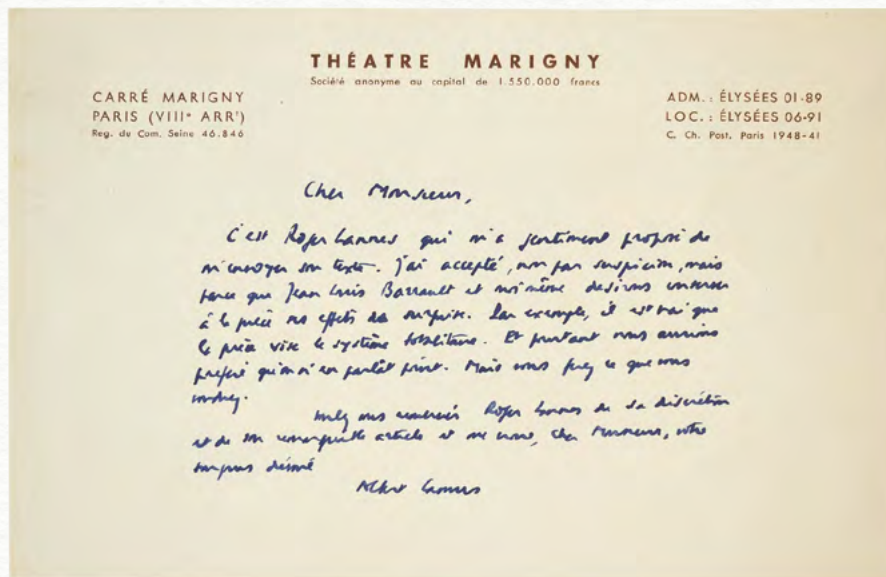 THÉATRE MARIGNY
Société anonyme au capital de 1.550.000 francs
CARRÉ MARIGNY
PARIS (VIIIᵉ ARRᵗ)
Reg. du Com. Seine 46.846
ADM. : ÉLYSÉES 01-89
LOC. : ÉLYSÉES 06-91
C. Ch. Post. Paris 1948-41
Cher Monsieur,
C'est Roger Lannes qui m'a gentiment proposé de
m'envoyer son texte. J'ai accepté, non par suspicion, mais
parce que Jean Louis Barrault et moi-même désirons conserver
à la pièce ses effets de surprise. Par exemple, il est vrai que
la pièce vise le système totalitaire. Et pourtant nous aurions
préféré qu'on n'en parlât point. Mais vous ferez ce que vous
voudrez.
Veuillez remercier Roger Lannes de sa discrétion
et de son remarquable article et me croire, cher Monsieur, votre
toujours dévoué
Albert Camus